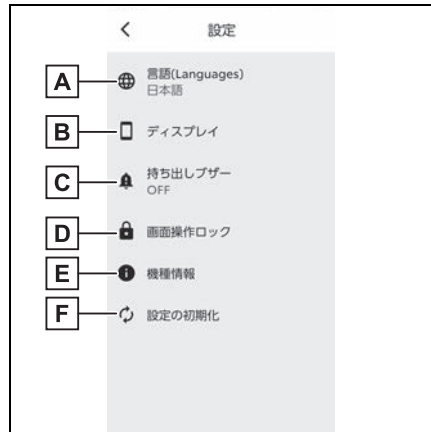 設定
A
言語(Languages)
日本語
B
ディスプレイ
C
持ち出しブザー
OFF
D
画面操作ロック
E
機種情報
F
設定の初期化